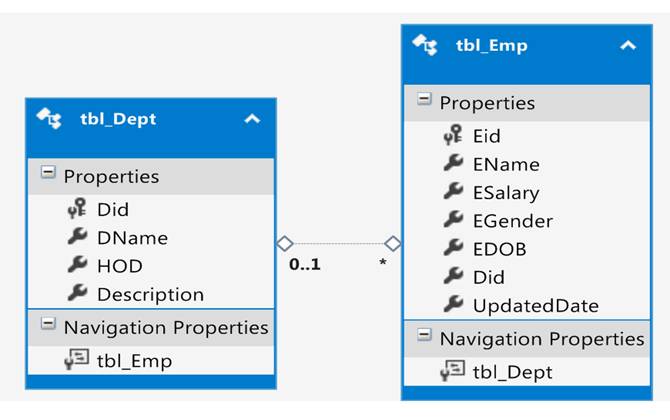 tbl_Dept
Properties
Did
DName
HOD
Description
Navigation Properties
tbl_Emp
0..1
*
tbl_Emp
Properties
Eid
EName
ESalary
EGender
EDOB
Did
UpdatedDate
Navigation Properties
tbl_Dept